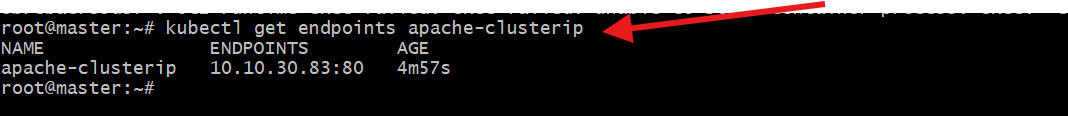 root@master:~# kubectl get endpoints apache-clusterip
NAME ENDPOINTS AGE
apache-clusterip 10.10.30.83:80 4m57s
root@master:~#